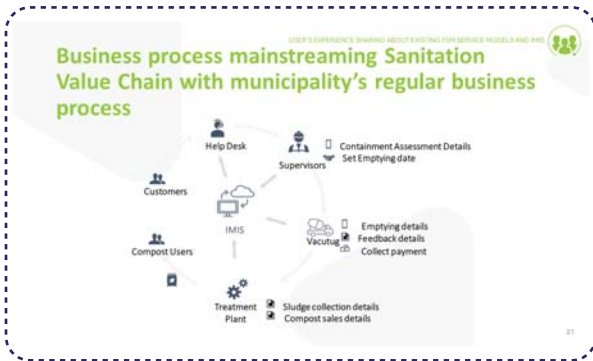 USER'S EXPERIENCE SHARING ABOUT EXISTING FSM SERVICE MODELS AND IMIS
Business process mainstreaming Sanitation
Value Chain with municipality's regular business
process
Help Desk
Supervisors
Containment Assessment Details
Set Emptying date
Customers
IMIS
Compost Users
Vacutug
Emptying details
Feedback details
Collect payment
Treatment
Plant
Sludge collection details
Compost sales details
21